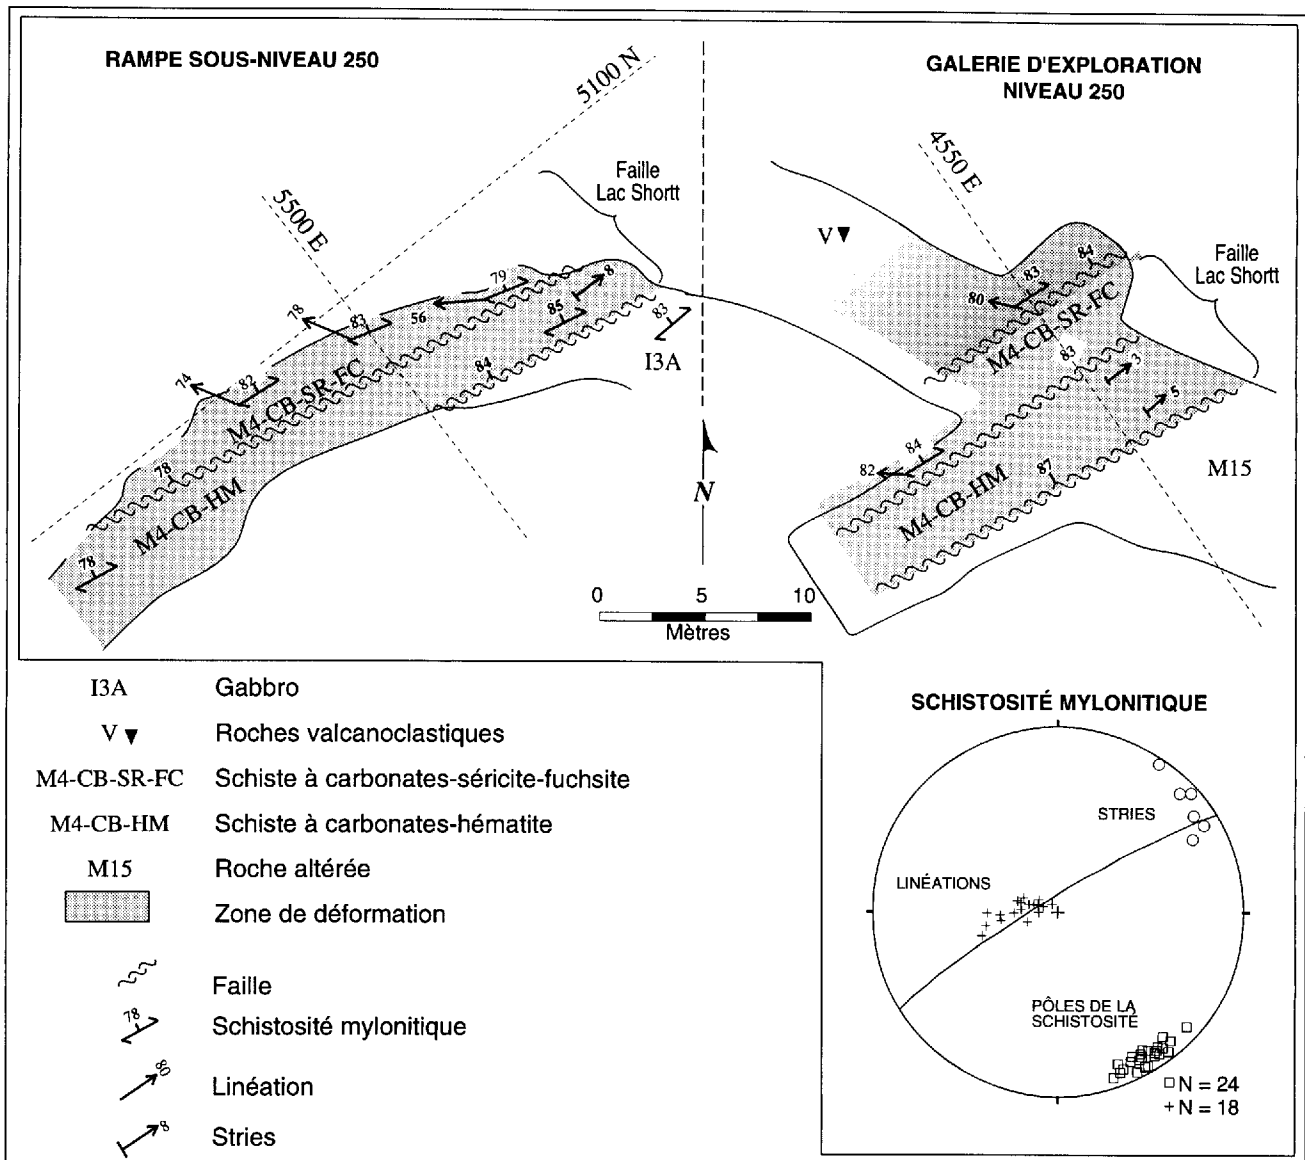 RAMPE SOUS-NIVEAU 250
5100 N
5500 E
Faille
Lac Shortt
78
83
79
56
8
85
83
I3A
74
82
M4-CB-SR-FC
84
78
M4-CB-HM
78
GALERIE D'EXPLORATION
NIVEAU 250
4550 E
V
84
83
80
Faille
Lac Shortt
M4-CB-SR-FC
83
3
5
84
82
M15
87
M4-CB-HM
N
0 5 10
Mètres
I3A Gabbro
V Roches valcanoclastiques
M4-CB-SR-FC Schiste à carbonates-séricite-fuchsite
M4-CB-HM Schiste à carbonates-hématite
M15 Roche altérée
Zone de déformation
Faille
78 Schistosité mylonitique
80 Linéation
8 Stries
SCHISTOSITÉ MYLONITIQUE
STRIES
LINÉATIONS
PÔLES DE LA
SCHISTOSITÉ
N = 24
N = 18